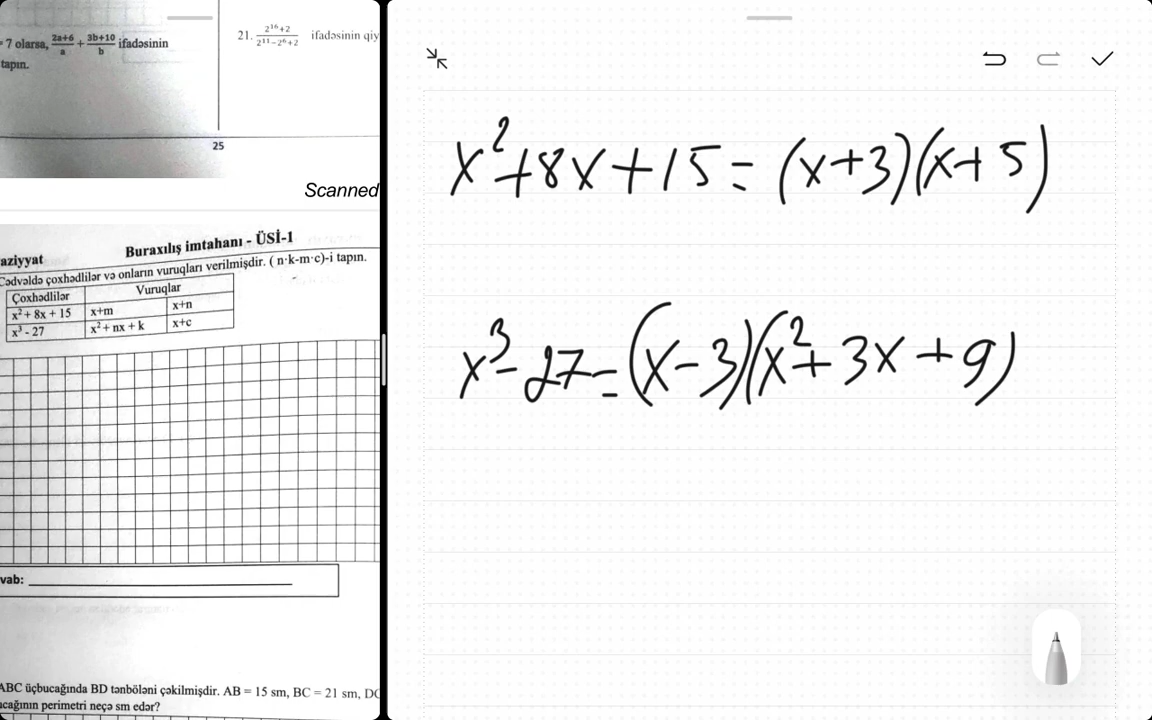 = 7 olarsa, 2a+6/a + 3b+10/b ifadəsinin
tapın.
21. 2¹⁶+2/2¹¹−2⁶+2 ifadəsinin qiy
25
Scanned
aziyyat
Buraxılış imtahanı - ÜSİ-1
Cədvəldə çoxhədlilər və onların vuruqları verilmişdir. ( n·k-m·c)-i tapın.
Çoxhədlilər Vuruqlar
x²+ 8x + 15 x+m x+n
x³ - 27 x²+ nx + k x+c
vab:
ABC üçbucağında BD tənböləni çəkilmişdir. AB = 15 sm, BC = 21 sm, DC
ucağının perimetri neçə sm edər?
x²+8x+15=(x+3)(x+5)
x³-27=(x-3)(x²+3x+9)